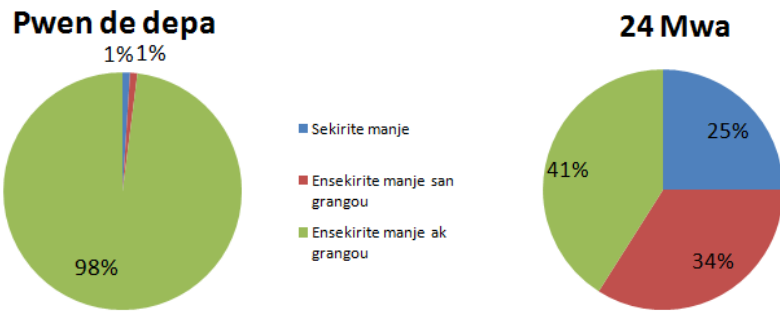 Pwen de depa
1% 1%
98%
Sekirite manje
Ensekirite manje san
grangou
Ensekirite manje ak
grangou
24 Mwa
25%
41%
34%